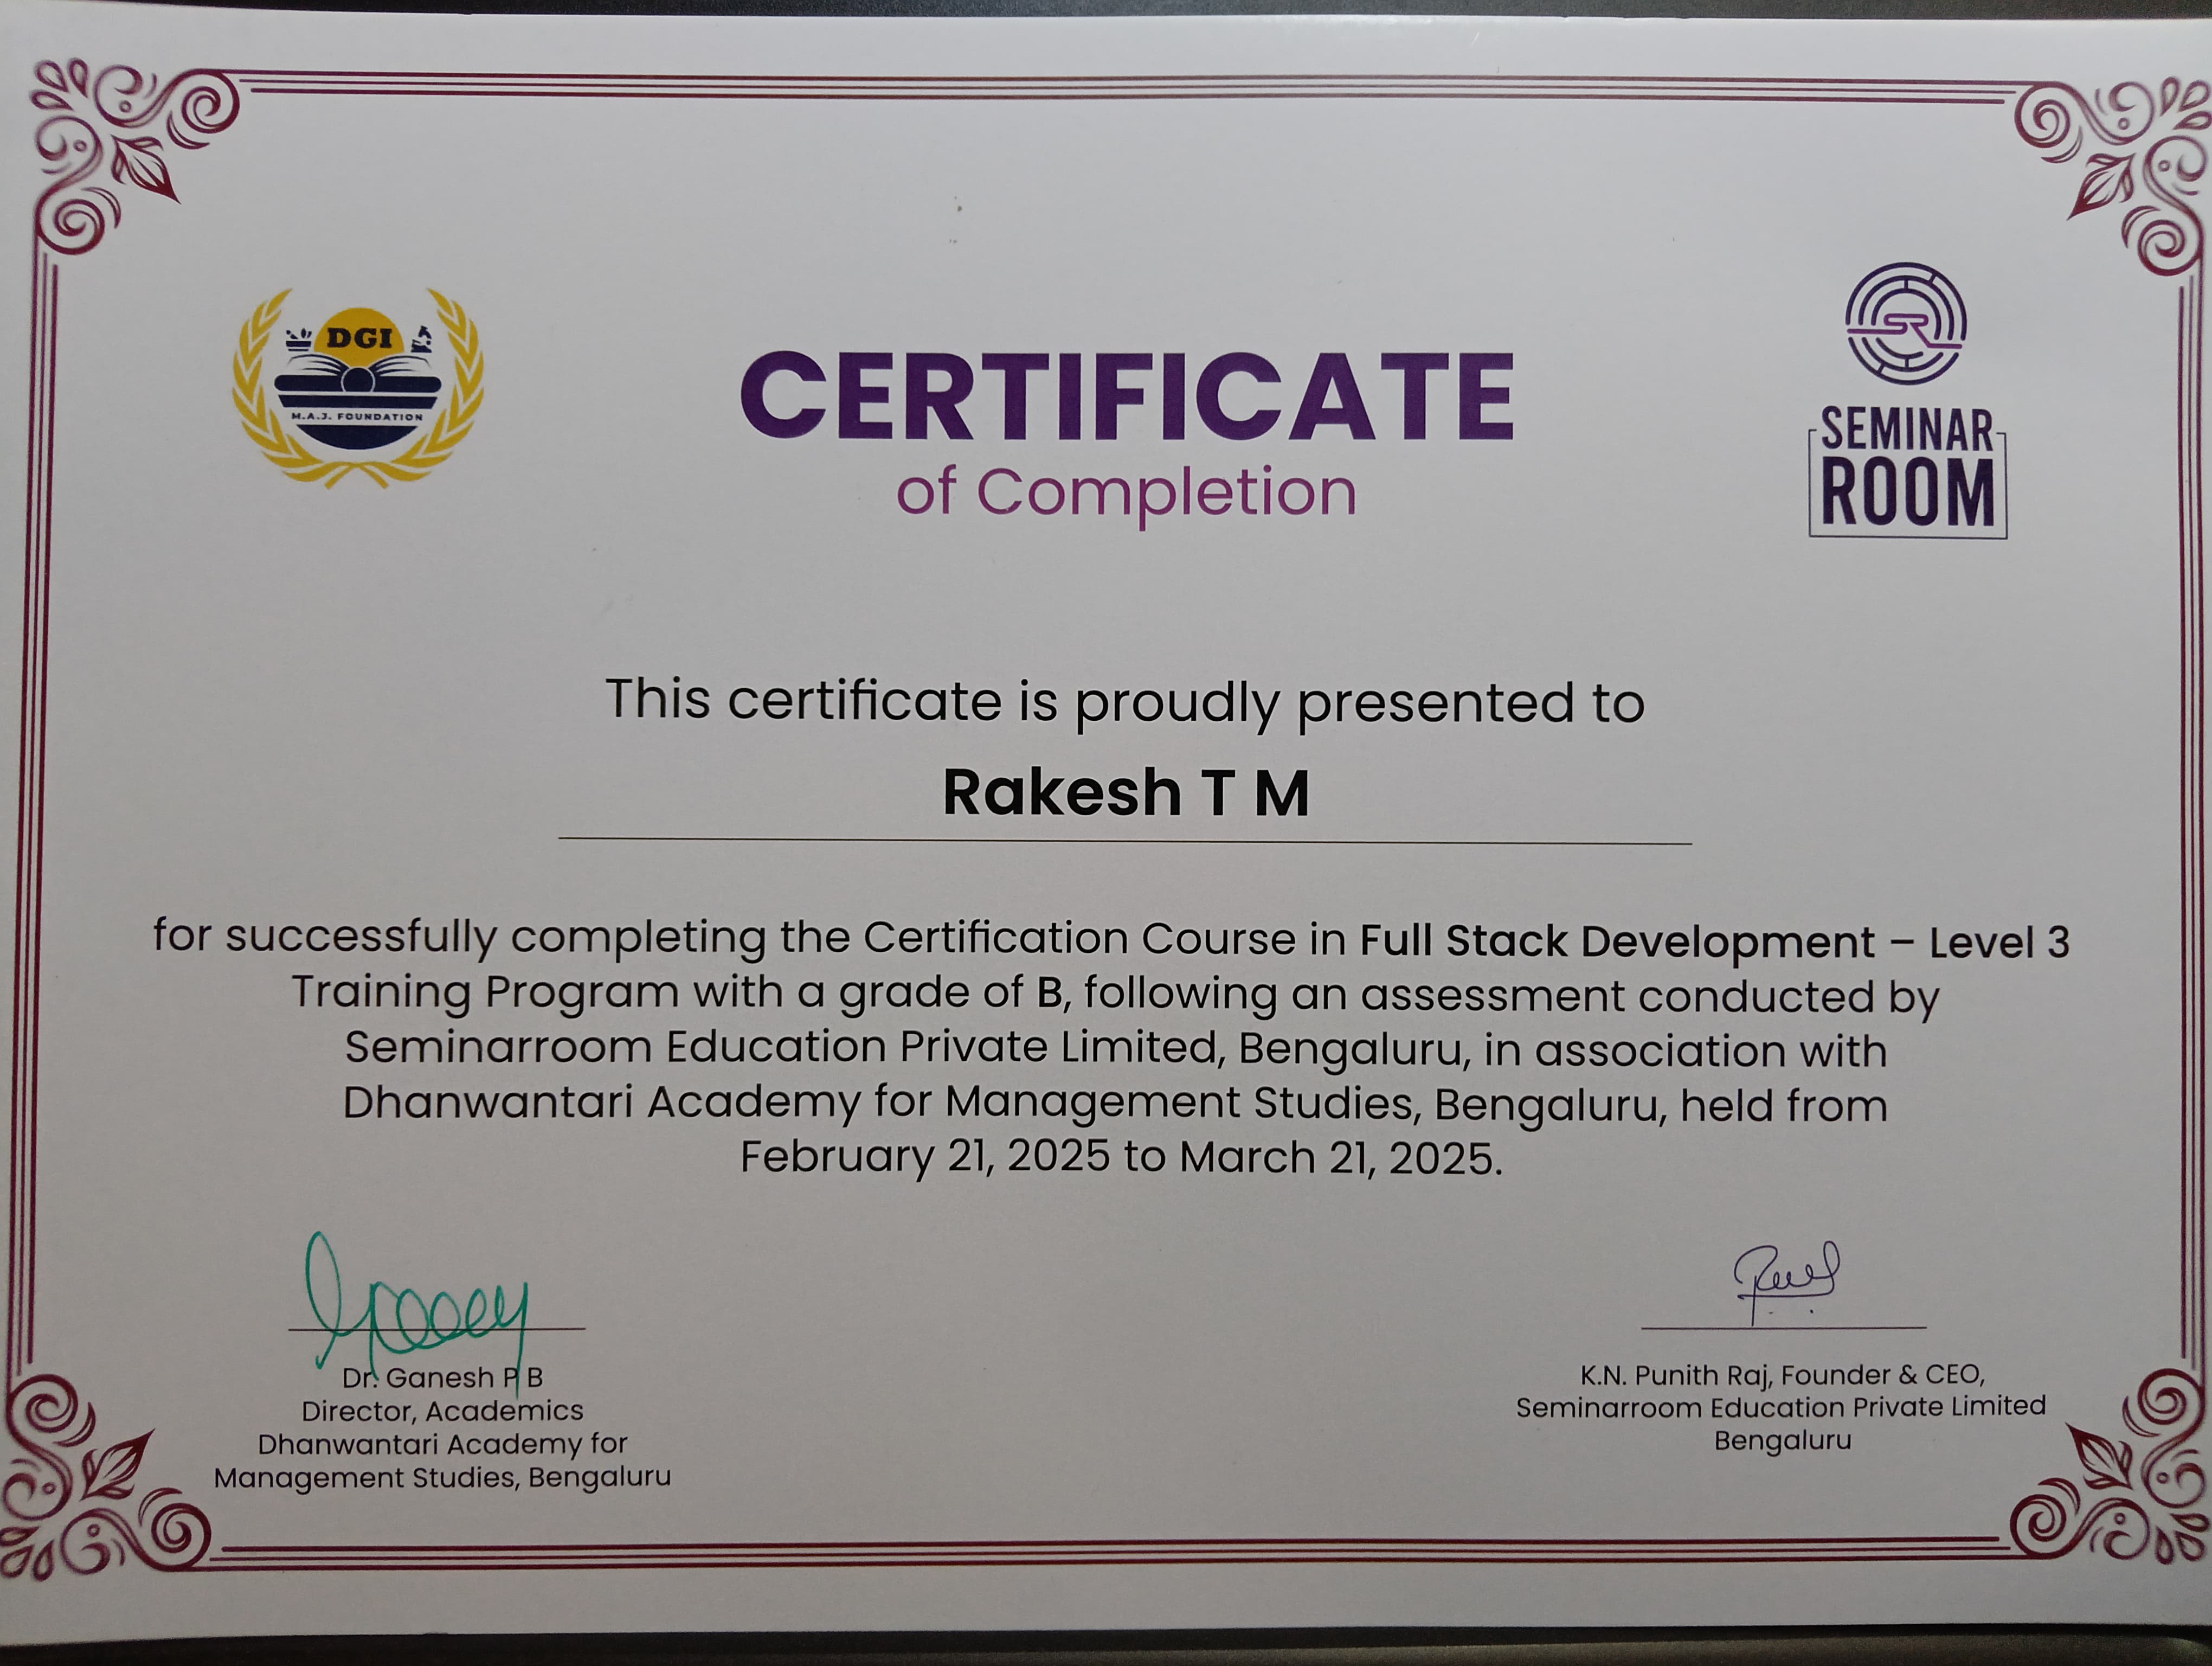 DGI
M.A.J. FOUNDATION
CERTIFICATE
of Completion
SR
SEMINAR
ROOM
This certificate is proudly presented to
Rakesh T M
for successfully completing the Certification Course in Full Stack Development – Level 3
Training Program with a grade of B, following an assessment conducted by
Seminarroom Education Private Limited, Bengaluru, in association with
Dhanwantari Academy for Management Studies, Bengaluru, held from
February 21, 2025 to March 21, 2025.
Dr. Ganesh P B
Director, Academics
Dhanwantari Academy for
Management Studies, Bengaluru
K.N. Punith Raj, Founder & CEO,
Seminarroom Education Private Limited
Bengaluru